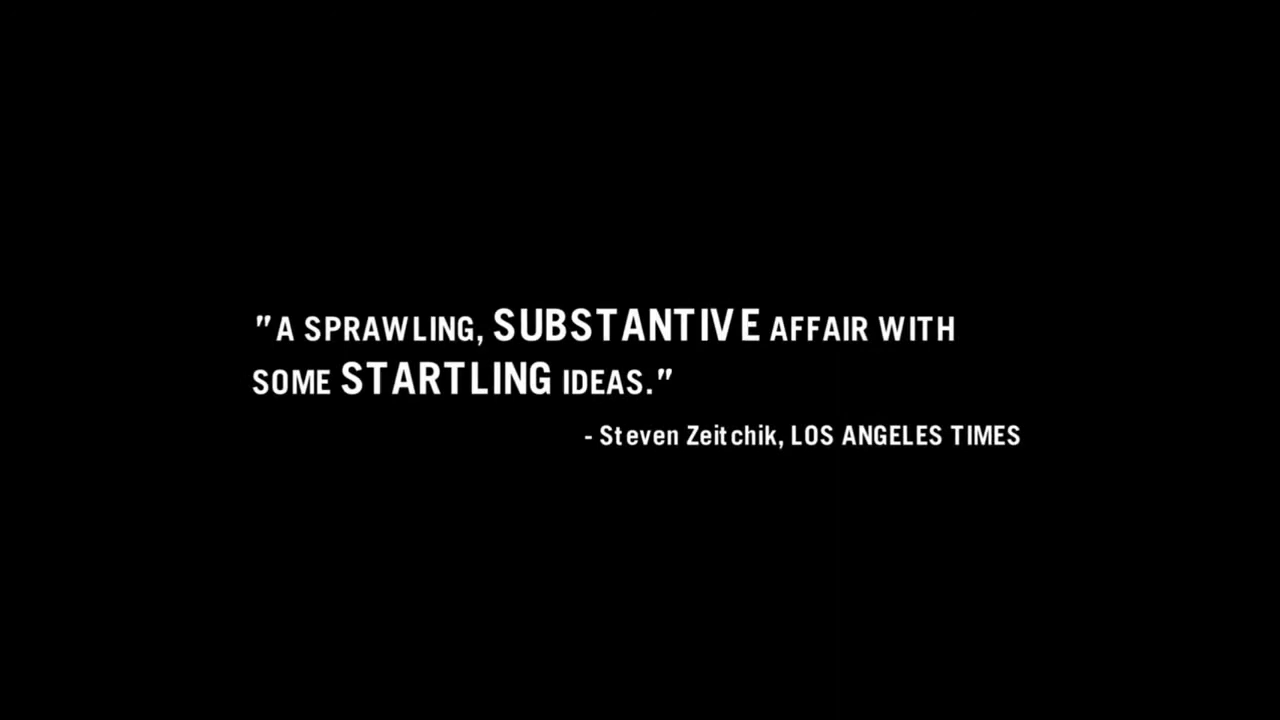 "A SPRAWLING, SUBSTANTIVE AFFAIR WITH
SOME STARTLING IDEAS."
- Steven Zeitchik, LOS ANGELES TIMES